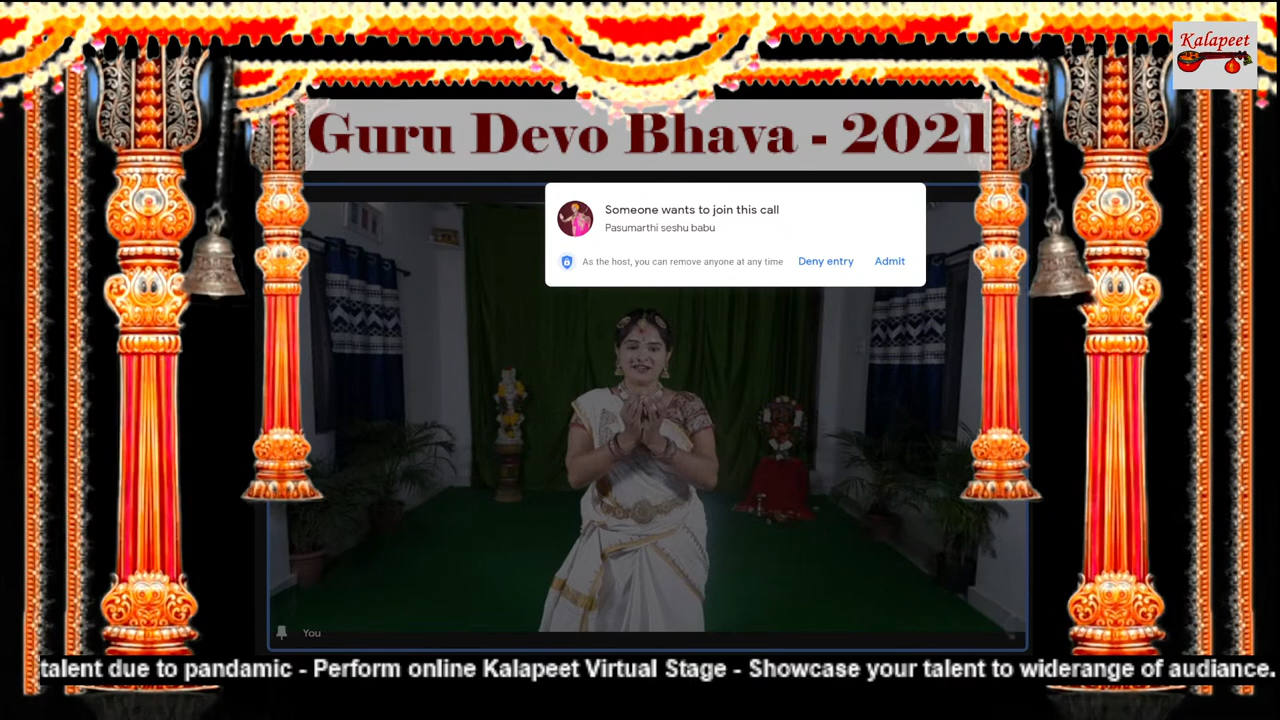 Kalapeet
Guru Devo Bhava - 2021
Someone wants to join this call
Pasumarthi seshu babu
As the host, you can remove anyone at any time
Deny entry
Admit
You
talent due to pandamic - Perform online Kalapeet Virtual Stage - Showcase your talent to widerange of audiance.